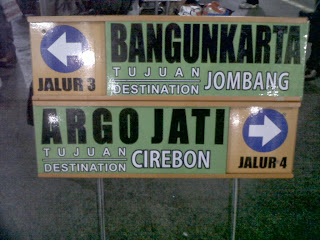 BANGUNKARTA
JALUR 3
TUJUAN
DESTINATION JOMBANG
ARGO JATI
TUJUAN
DESTINATION CIREBON
JALUR 4